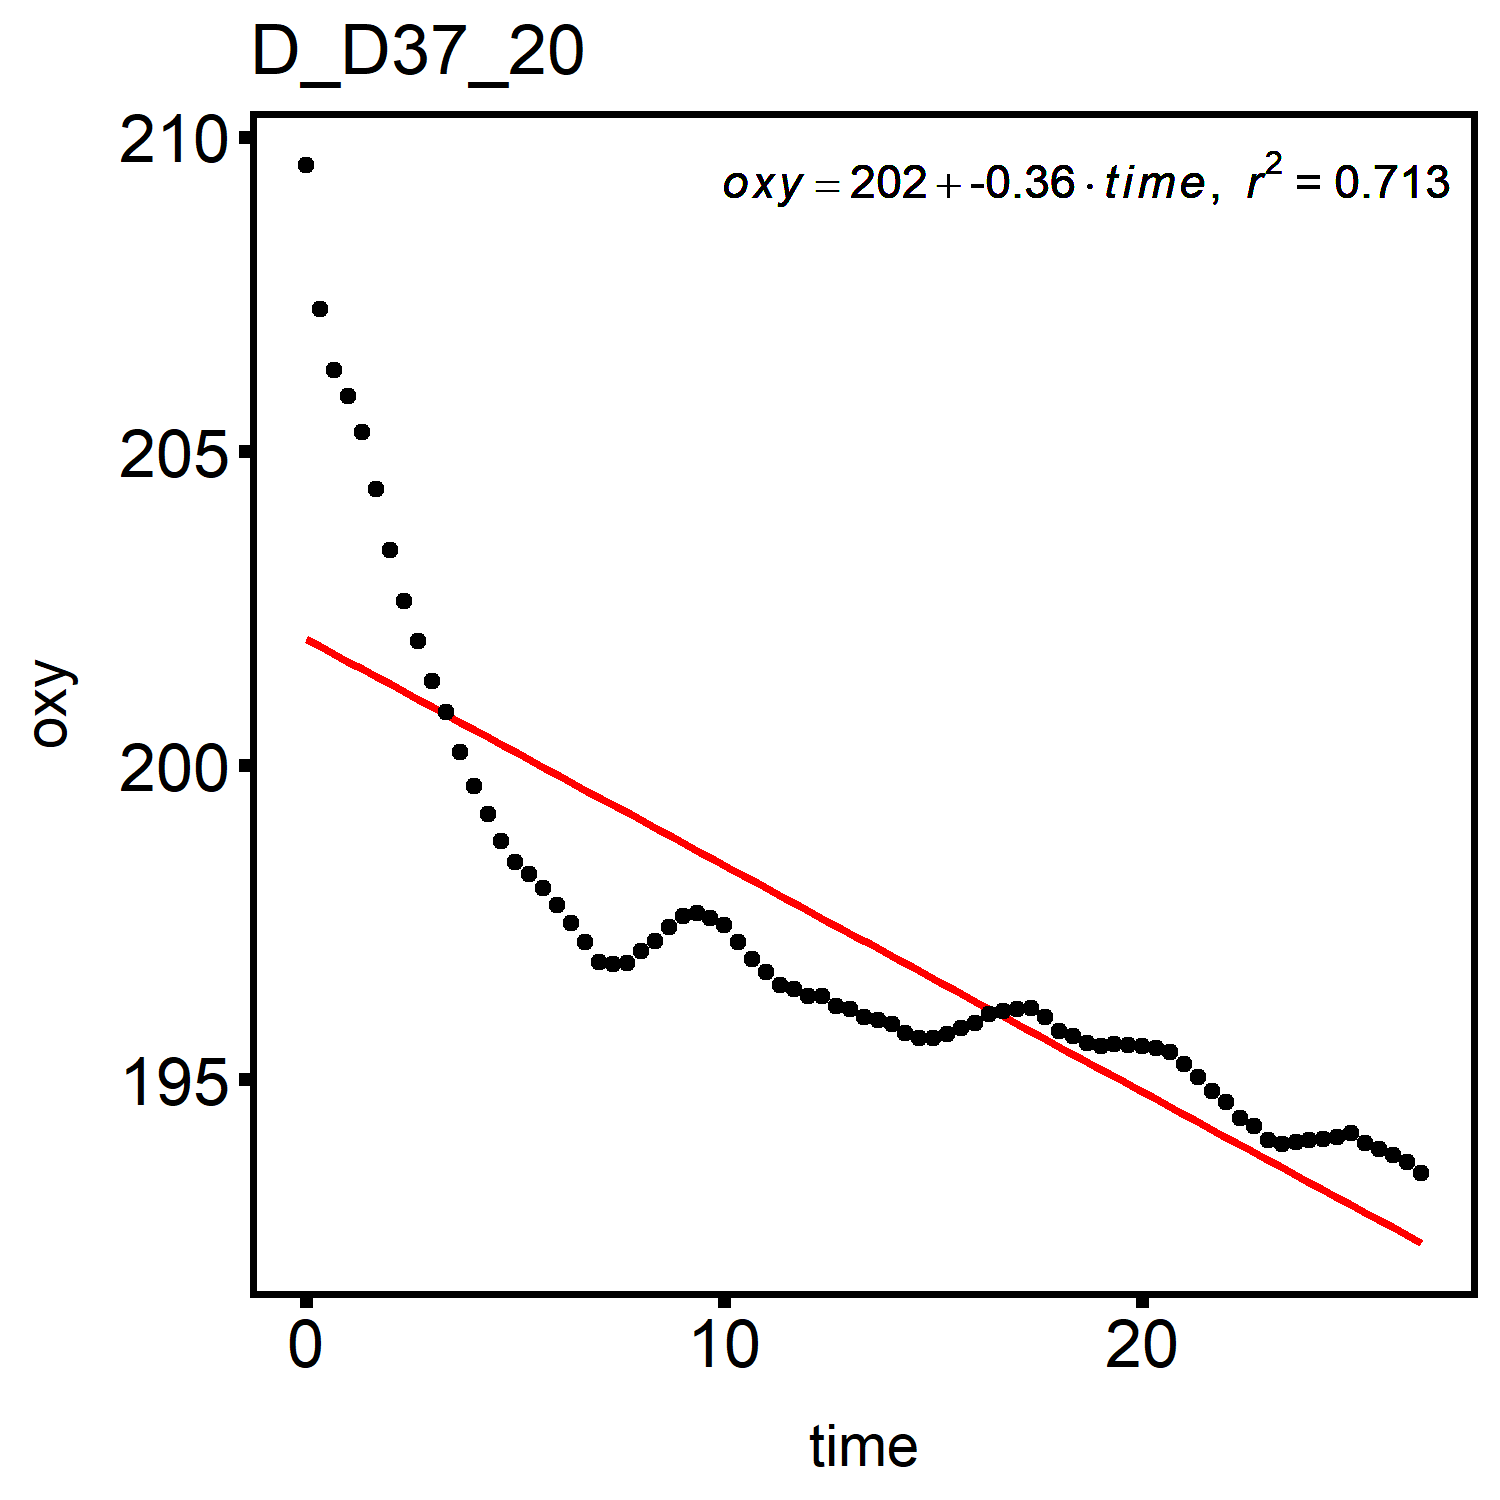 D_D37_20
oxy = 202 + -0.36 · time, r² = 0.713
210
205
200
195
oxy
0 10 20
time